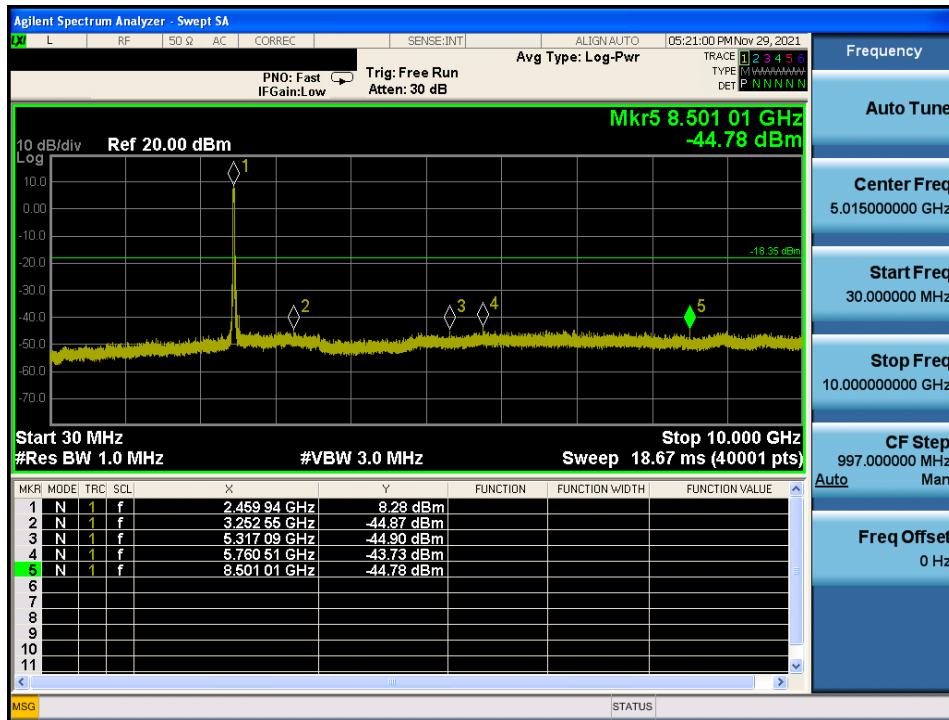 Agilent Spectrum Analyzer - Swept SA
LXI L RF 50 Ω AC CORREC SENSE:INT ALIGN AUTO 05:21:00 PM Nov 29, 2021
Frequency
Avg Type: Log-Pwr TRACE 1 2 3 4 5 6
PNO: Fast Trig: Free Run TYPE M W W W W W
IFGain:Low Atten: 30 dB DET P N N N N N
Auto Tune
Mkr5 8.501 01 GHz
10 dB/div Ref 20.00 dBm -44.78 dBm
Log
10.0
0.00
-10.0
-20.0
-30.0
-40.0
-50.0
-60.0
-70.0
1
2
3
4
5
-18.35 dBm
Center Freq
5.015000000 GHz
Start Freq
30.000000 MHz
Stop Freq
10.000000000 GHz
Start 30 MHz Stop 10.000 GHz
#Res BW 1.0 MHz #VBW 3.0 MHz Sweep 18.67 ms (40001 pts)
CF Step
997.000000 MHz
Auto Man
MKR MODE TRC SCL X Y FUNCTION FUNCTION WIDTH FUNCTION VALUE
1 N 1 f 2.459 94 GHz 8.28 dBm
2 N 1 f 3.252 55 GHz -44.87 dBm
3 N 1 f 5.317 09 GHz -44.90 dBm
4 N 1 f 5.760 51 GHz -43.73 dBm
5 N 1 f 8.501 01 GHz -44.78 dBm
6
7
8
9
10
11
Freq Offset
0 Hz
MSG STATUS